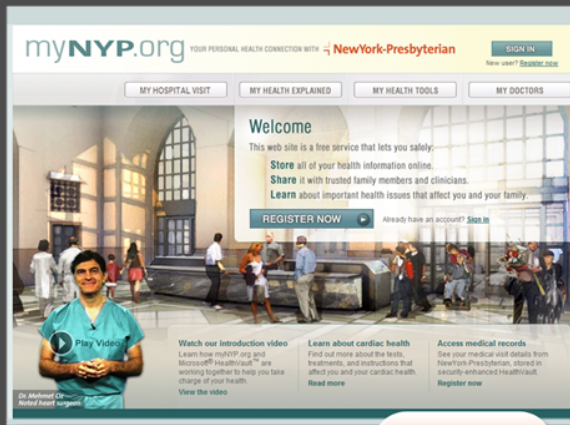 myNYP.org YOUR PERSONAL HEALTH CONNECTION WITH NewYork-Presbyterian
SIGN IN
New user? Register now
MY HOSPITAL VISIT MY HEALTH EXPLAINED MY HEALTH TOOLS MY DOCTORS
Welcome
This web site is a free service that lets you safely:
Store all of your health information online.
Share it with trusted family members and clinicians.
Learn about important health issues that affect you and your family.
REGISTER NOW Already have an account? Sign in
Play Video
Watch our introduction video
Learn how myNYP.org and
Microsoft® HealthVault™ are
working together to help you take
charge of your health.
View the video
Learn about cardiac health
Find out more about the tests,
treatments, and instructions that
affect you and your cardiac health.
Read more
Access medical records
See your medical visit details from
NewYork-Presbyterian, stored in
security-enhanced HealthVault.
Register now
Dr. Mehmet Oz
Noted heart surgeon